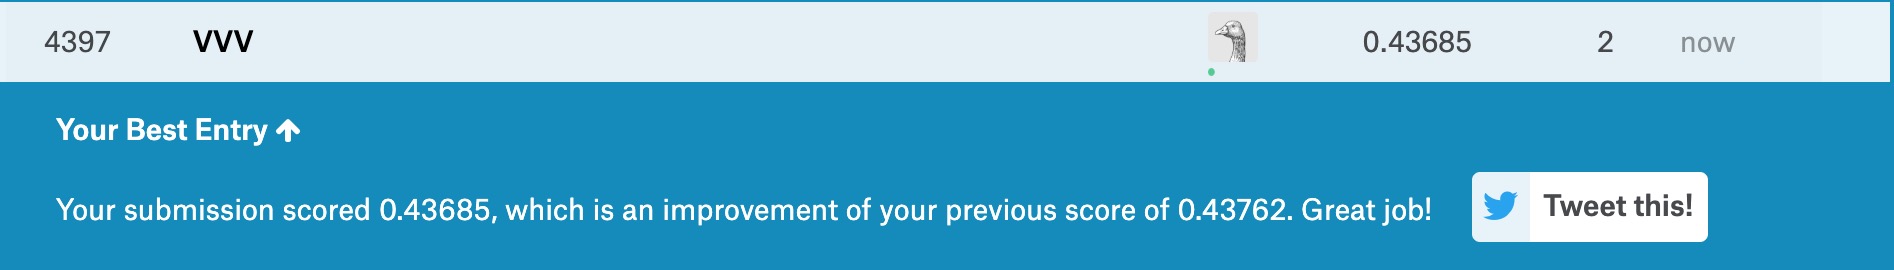 4397 VVV 0.43685 2 now
Your Best Entry
Your submission scored 0.43685, which is an improvement of your previous score of 0.43762. Great job! Tweet this!